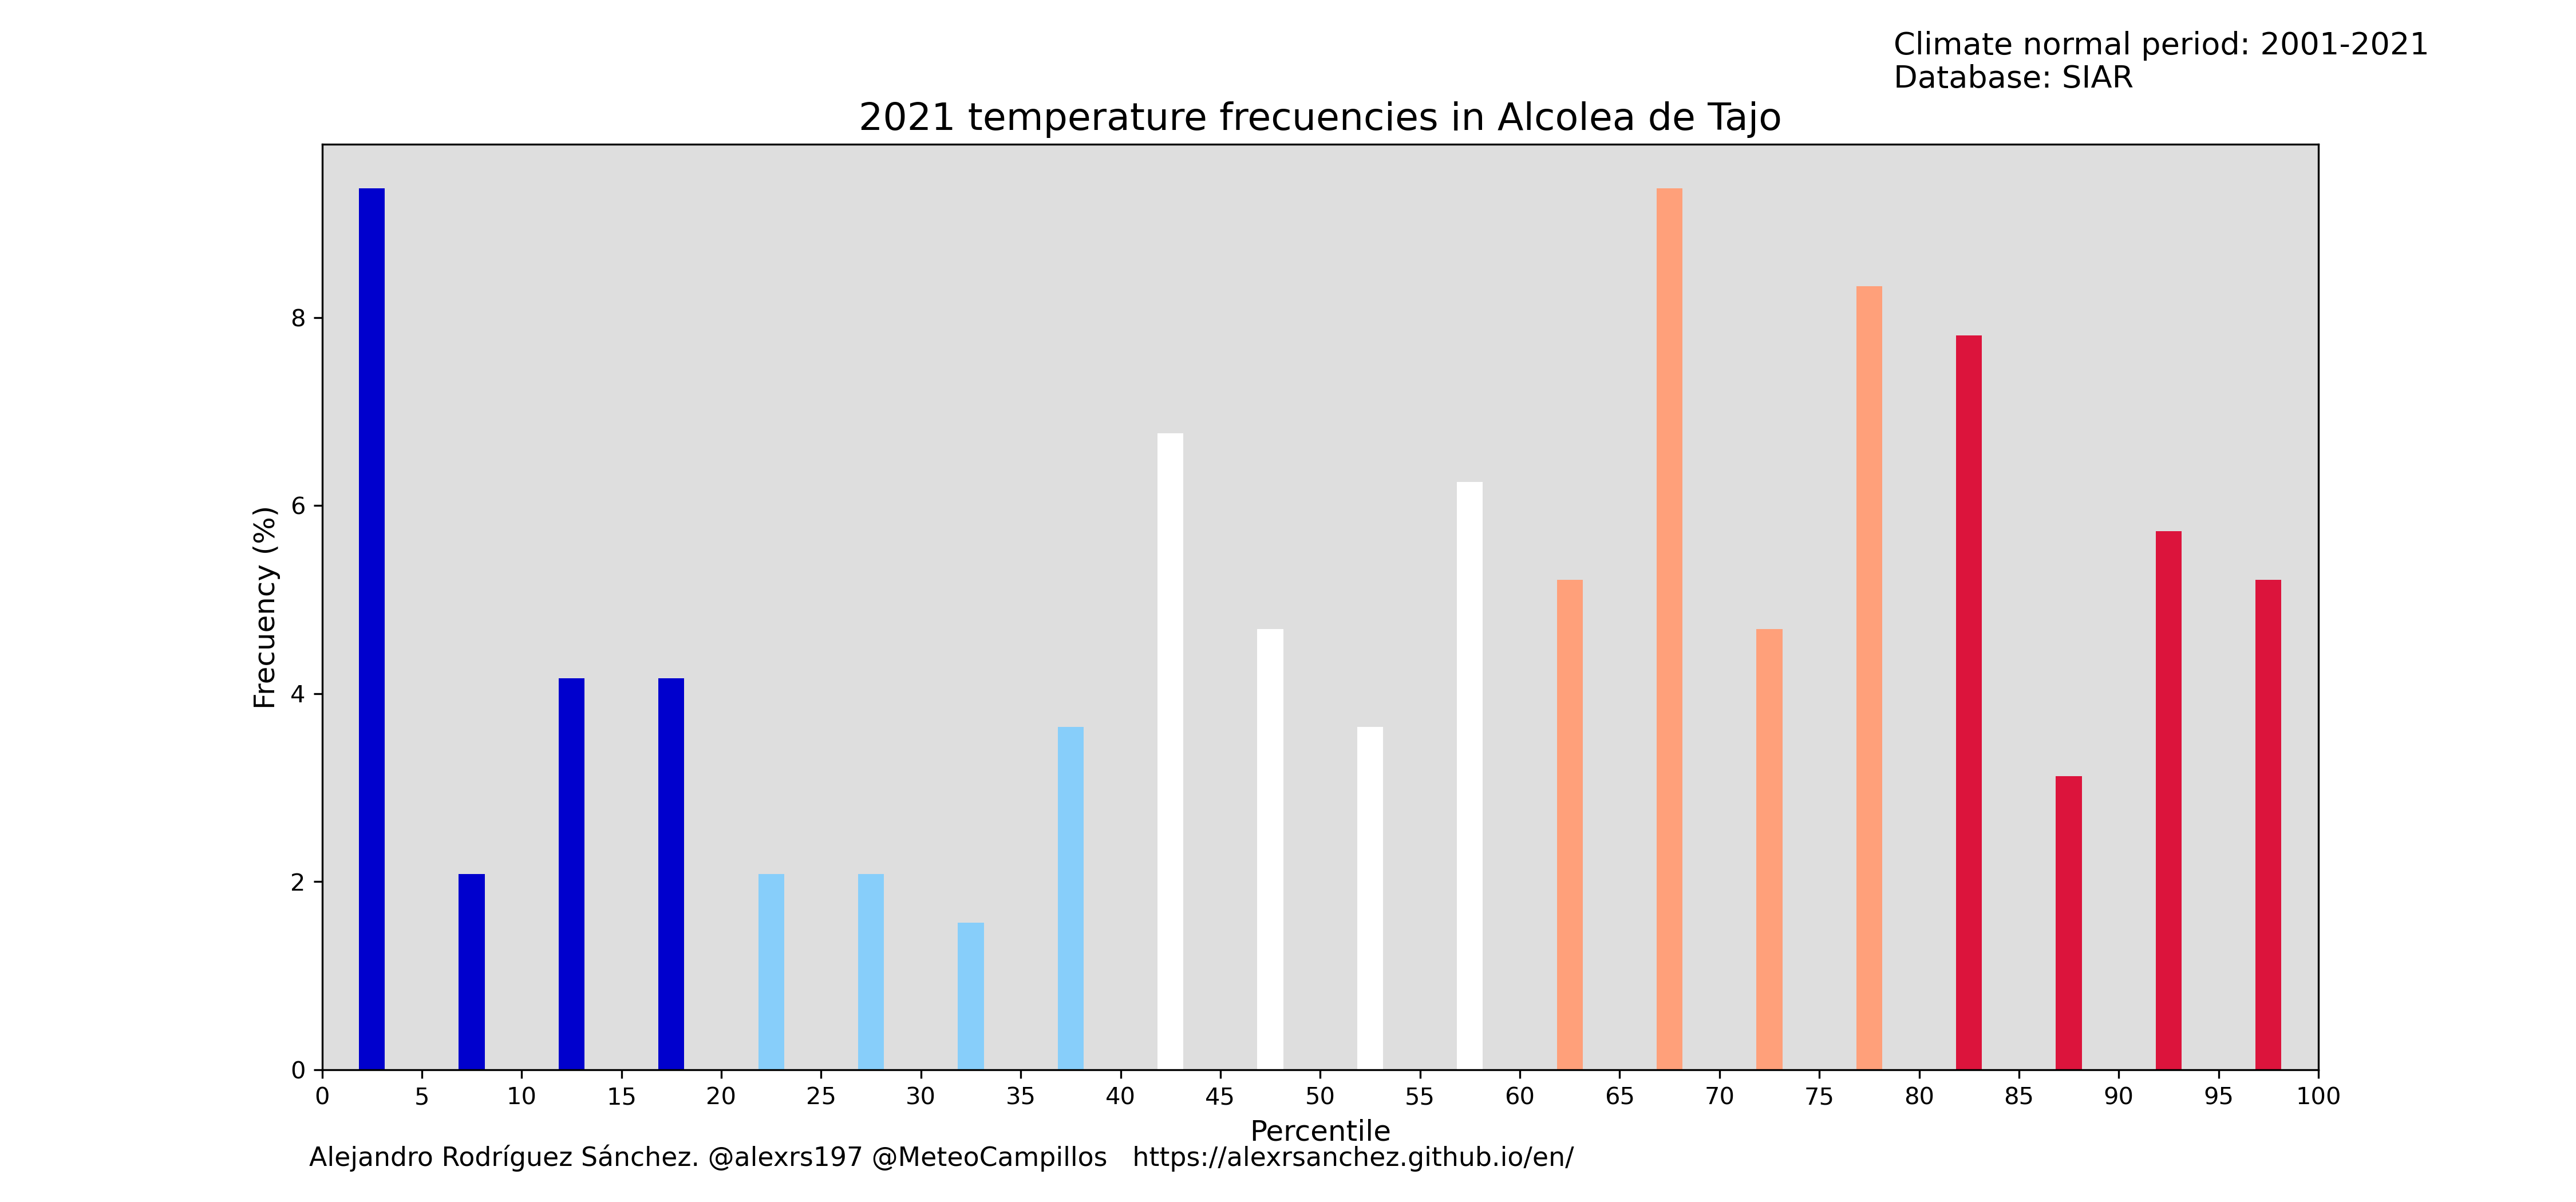 Climate normal period: 2001-2021
Database: SIAR
2021 temperature frecuencies in Alcolea de Tajo
Frecuency (%)
8
6
4
2
0
0 5 10 15 20 25 30 35 40 45 50 55 60 65 70 75 80 85 90 95 100
Percentile
Alejandro Rodríguez Sánchez. @alexrs197 @MeteoCampillos https://alexrsanchez.github.io/en/